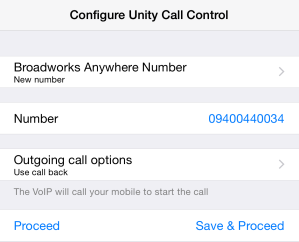 Configure Unity Call Control
Broadworks Anywhere Number
New number
Number 09400440034
Outgoing call options
Use call back
The VoIP will call your mobile to start the call
Proceed Save & Proceed